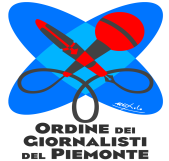 ORDINE DEI
GIORNALISTI
DEL PIEMONTE